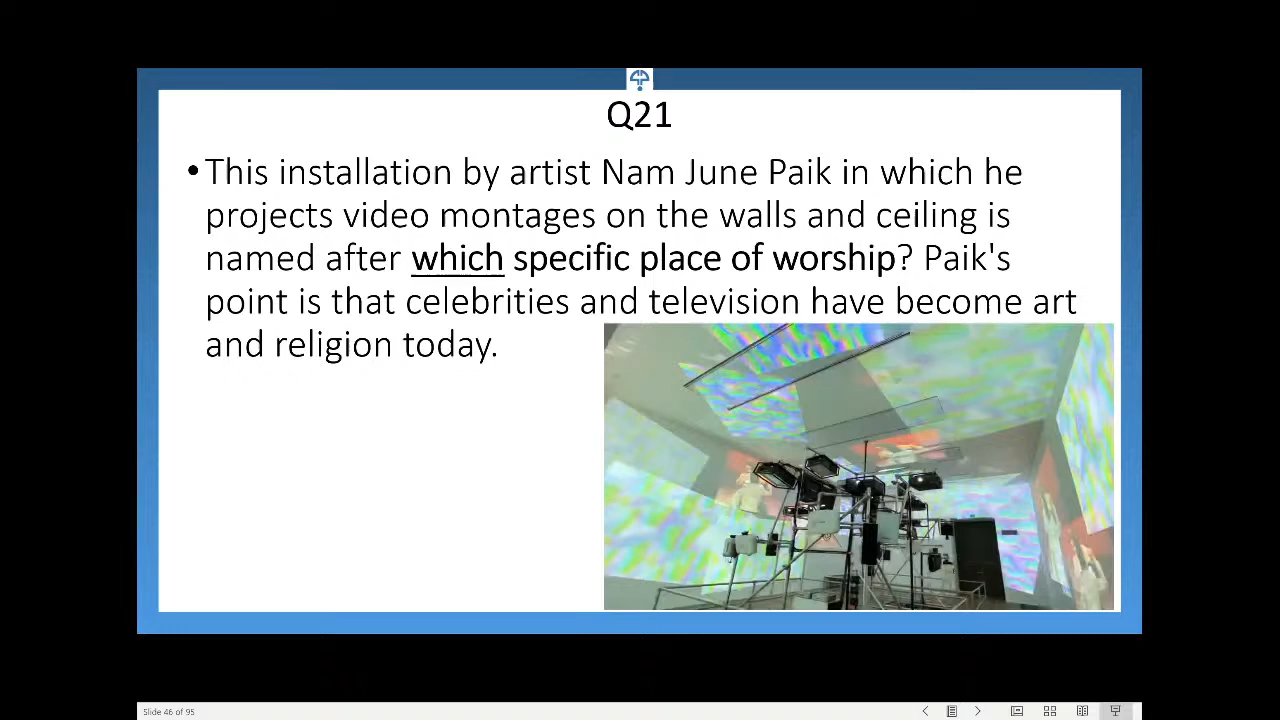 Q21
•This installation by artist Nam June Paik in which he
projects video montages on the walls and ceiling is
named after which specific place of worship? Paik's
point is that celebrities and television have become art
and religion today.
Slide 46 of 95